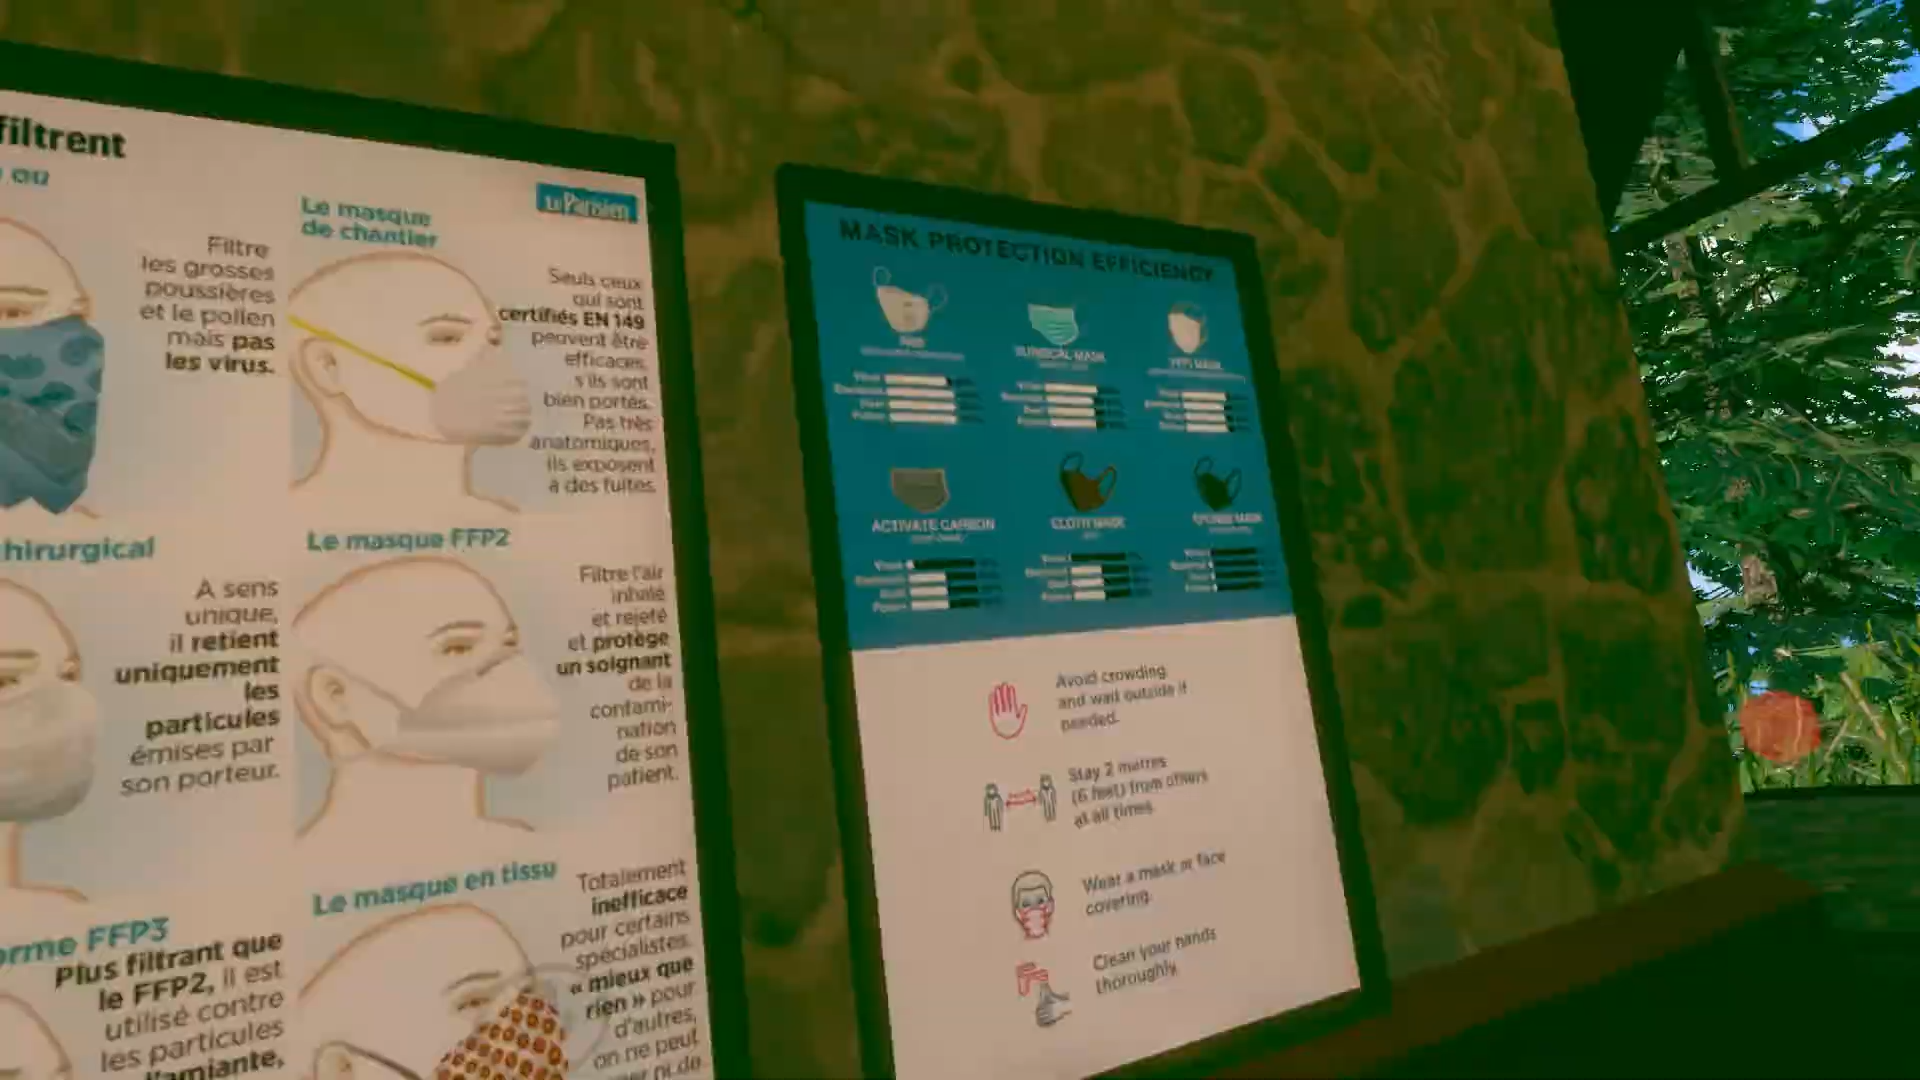 filtrent
ou
Le Parisien
Filtre
les grosses
poussières
et le pollen
mais pas
les virus.
Le masque
de chantier
Seuls ceux
qui sont
certifiés EN 149
peuvent être
efficaces,
s'ils sont
bien portés.
Pas très
anatomiques,
ils exposent
à des fuites.
hirurgical
À sens
unique,
il retient
uniquement
les
particules
émises par
son porteur.
Le masque FFP2
Filtre l'air
inhalé
et rejeté
et protège
un soignant
de la
contami-
nation
de son
patient.
orme FFP3
Plus filtrant que
le FFP2, il est
utilisé contre
les particules
l'amiante,
Le masque en tissu
Totalement
inefficace
pour certains
spécialistes,
« mieux que
rien » pour
d'autres,
on ne peut
ni de
MASK PROTECTION EFFICIENCY
SURGICAL MASK
ACTIVATE CARBON
CLOTH MASK
SPONGE MASK
Avoid crowding
and wait outside if
needed.
Stay 2 metres
(6 feet) from others
at all times.
Wear a mask or face
covering.
Clean your hands
thoroughly.